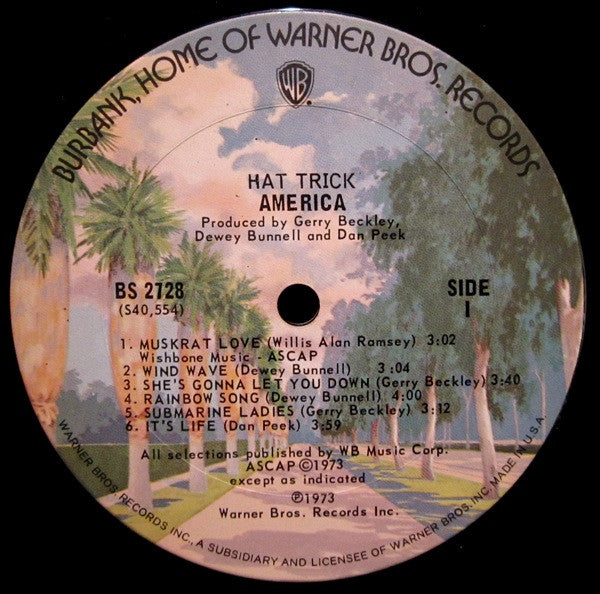 BURBANK, HOME OF WARNER BROS. RECORDS
WB
HAT TRICK
AMERICA
Produced by Gerry Beckley,
Dewey Bunnell and Dan Peek
BS 2728
(S40,554)
SIDE
1
1. MUSKRAT LOVE (Willis Alan Ramsey) 3:02
Wishbone Music - ASCAP
2. WIND WAVE (Dewey Bunnell) 3:04
3. SHE'S GONNA LET YOU DOWN (Gerry Beckley) 3:40
4. RAINBOW SONG (Dewey Bunnell) 4:00
5. SUBMARINE LADIES (Gerry Beckley) 3:12
6. IT'S LIFE (Dan Peek) 3:59
All selections published by WB Music Corp.
ASCAP ©1973
except as indicated
℗1973
Warner Bros. Records Inc.
WARNER BROS. RECORDS INC., A SUBSIDIARY AND LICENSEE OF WARNER BROS. INC. MADE IN U.S.A.